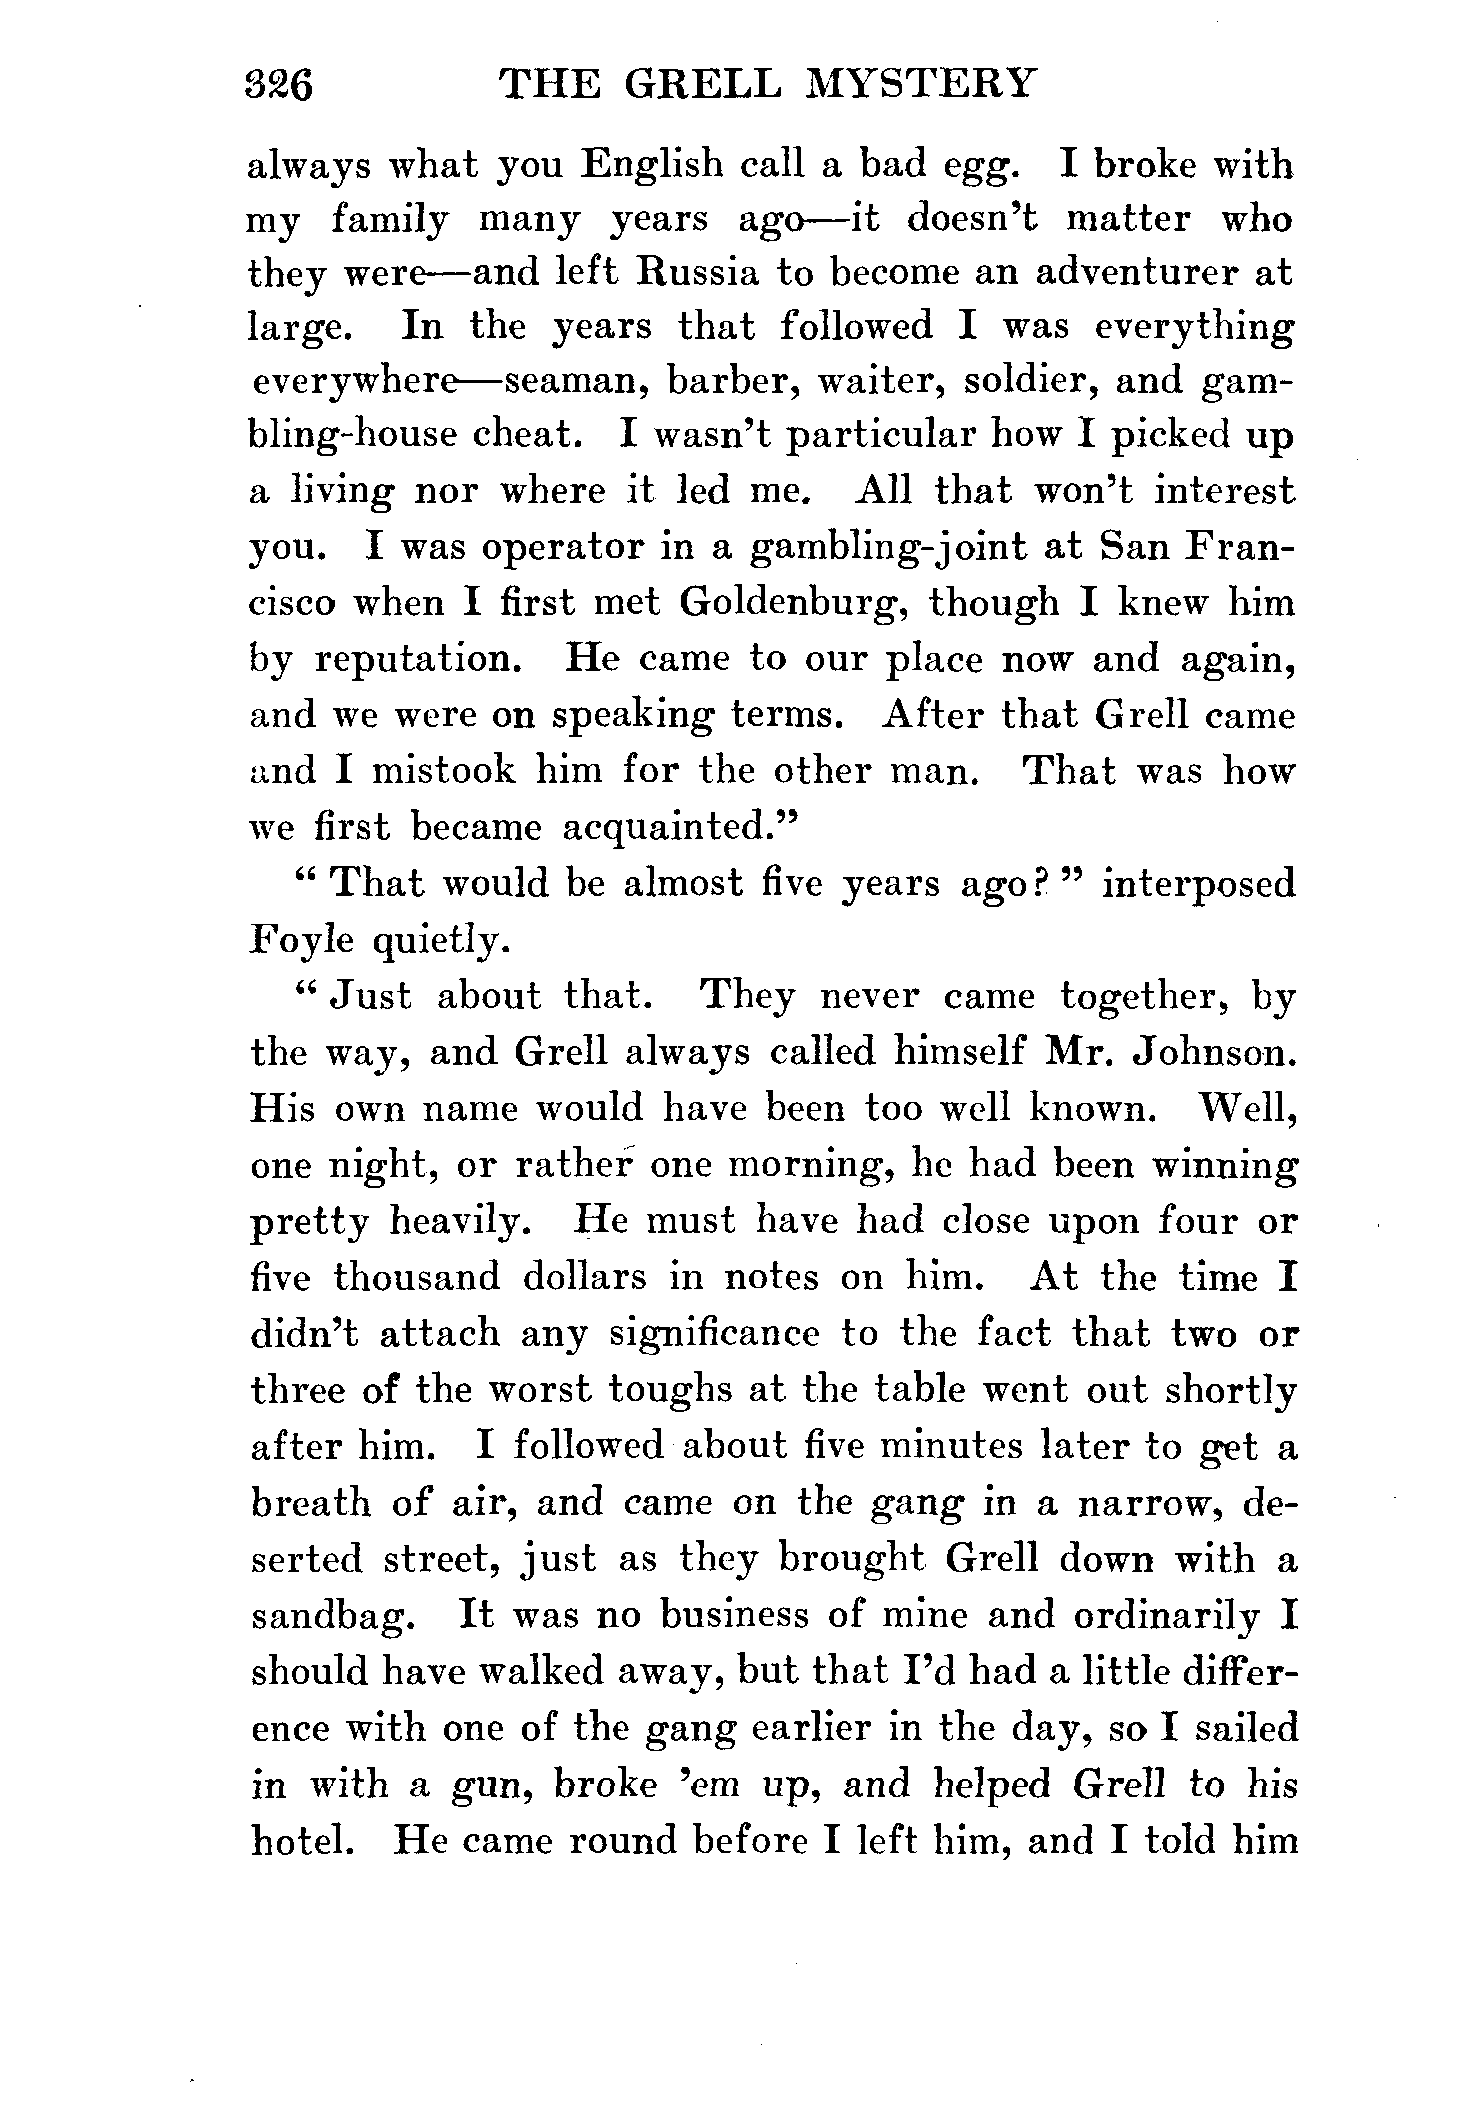 326 THE GRELL MYSTERY
always what you English call a bad egg. I broke with
my family many years ago—it doesn't matter who
they were—and left Russia to become an adventurer at
large. In the years that followed I was everything
everywhere—seaman, barber, waiter, soldier, and gam-
bling-house cheat. I wasn't particular how I picked up
a living nor where it led me. All that won't interest
you. I was operator in a gambling-joint at San Fran-
cisco when I first met Goldenburg, though I knew him
by reputation. He came to our place now and again,
and we were on speaking terms. After that Grell came
and I mistook him for the other man. That was how
we first became acquainted."
" That would be almost five years ago? " interposed
Foyle quietly.
" Just about that. They never came together, by
the way, and Grell always called himself Mr. Johnson.
His own name would have been too well known. Well,
one night, or rather one morning, he had been winning
pretty heavily. He must have had close upon four or
five thousand dollars in notes on him. At the time I
didn't attach any significance to the fact that two or
three of the worst toughs at the table went out shortly
after him. I followed about five minutes later to get a
breath of air, and came on the gang in a narrow, de-
serted street, just as they brought Grell down with a
sandbag. It was no business of mine and ordinarily I
should have walked away, but that I'd had a little differ-
ence with one of the gang earlier in the day, so I sailed
in with a gun, broke 'em up, and helped Grell to his
hotel. He came round before I left him, and I told him